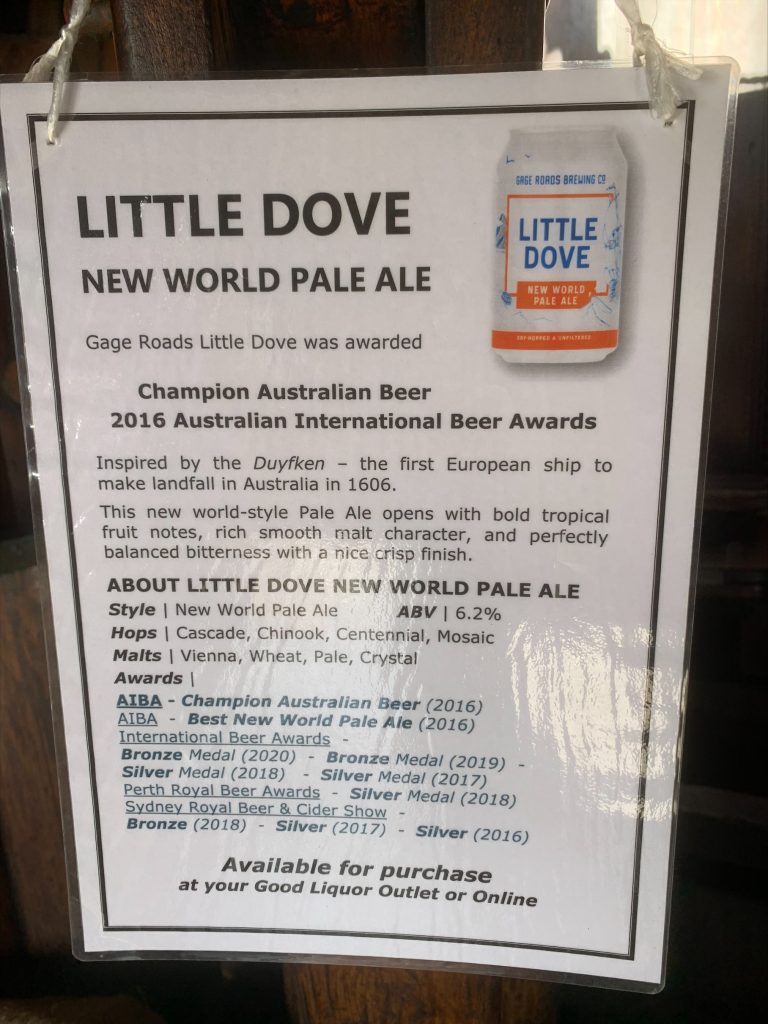 GAGE ROADS BREWING CO
LITTLE
DOVE
NEW WORLD
PALE ALE
DRY-HOPPED & UNFILTERED
LITTLE DOVE
NEW WORLD PALE ALE
Gage Roads Little Dove was awarded
Champion Australian Beer
2016 Australian International Beer Awards
Inspired by the Duyfken – the first European ship to
make landfall in Australia in 1606.
This new world-style Pale Ale opens with bold tropical
fruit notes, rich smooth malt character, and perfectly
balanced bitterness with a nice crisp finish.
ABOUT LITTLE DOVE NEW WORLD PALE ALE
Style | New World Pale Ale ABV | 6.2%
Hops | Cascade, Chinook, Centennial, Mosaic
Malts | Vienna, Wheat, Pale, Crystal
Awards |
AIBA - Champion Australian Beer (2016)
AIBA - Best New World Pale Ale (2016)
International Beer Awards -
Bronze Medal (2020) - Bronze Medal (2019) -
Silver Medal (2018) - Silver Medal (2017)
Perth Royal Beer Awards - Silver Medal (2018)
Sydney Royal Beer & Cider Show -
Bronze (2018) - Silver (2017) - Silver (2016)
Available for purchase
at your Good Liquor Outlet or Online